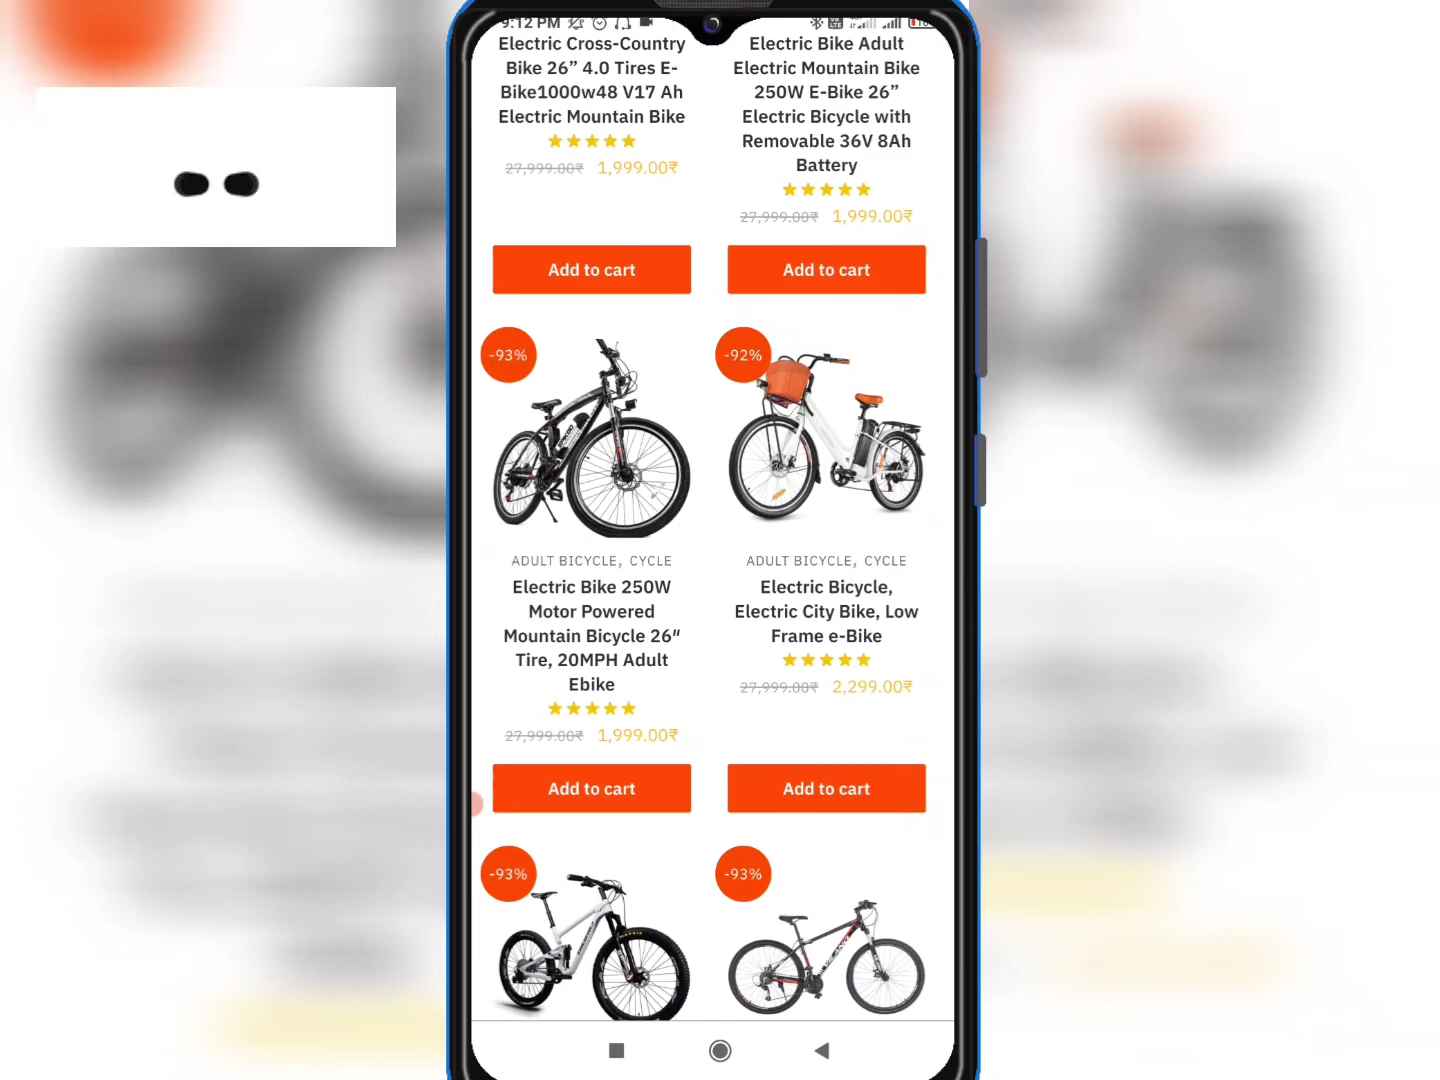 9:12 PM
Electric Cross-Country
Bike 26” 4.0 Tires E-
Bike1000w48 V17 Ah
Electric Mountain Bike
27,999.00₹ 1,999.00₹
Add to cart
Electric Bike Adult
Electric Mountain Bike
250W E-Bike 26”
Electric Bicycle with
Removable 36V 8Ah
Battery
27,999.00₹ 1,999.00₹
Add to cart
-93%
ADULT BICYCLE, CYCLE
Electric Bike 250W
Motor Powered
Mountain Bicycle 26″
Tire, 20MPH Adult
Ebike
27,999.00₹ 1,999.00₹
Add to cart
-92%
ADULT BICYCLE, CYCLE
Electric Bicycle,
Electric City Bike, Low
Frame e-Bike
27,999.00₹ 2,299.00₹
Add to cart
-93%
-93%